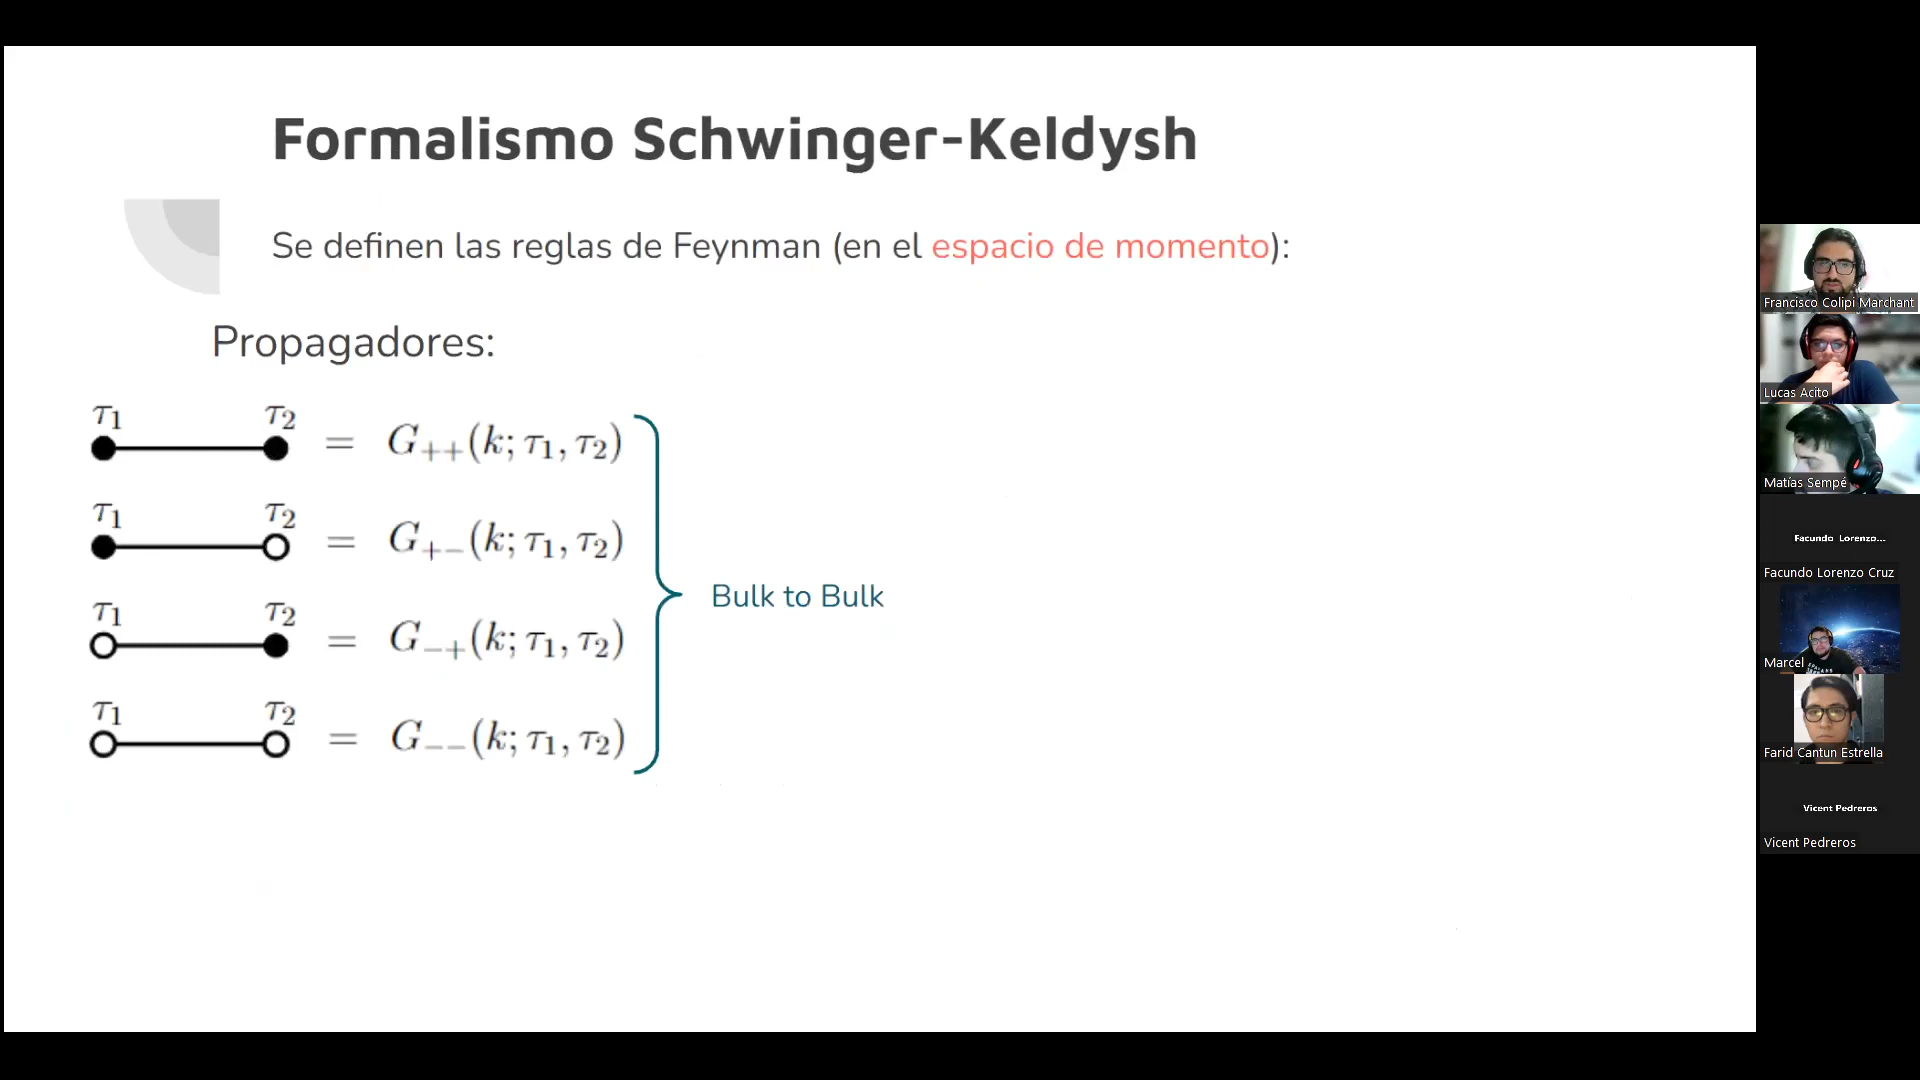 Formalismo Schwinger-Keldysh
Se definen las reglas de Feynman (en el espacio de momento):
Propagadores:
τ₁ τ₂ = G₊₊(k; τ₁, τ₂)
τ₁ τ₂ = G₊₋(k; τ₁, τ₂)
τ₁ τ₂ = G₋₊(k; τ₁, τ₂)
τ₁ τ₂ = G₋₋(k; τ₁, τ₂)
Bulk to Bulk
Francisco Colipi Marchant
Lucas Acito
Matías Sempé
Facundo Lorenzo...
Facundo Lorenzo Cruz
Marcel
Farid Cantun Estrella
Vicent Pedreros
Vicent Pedreros